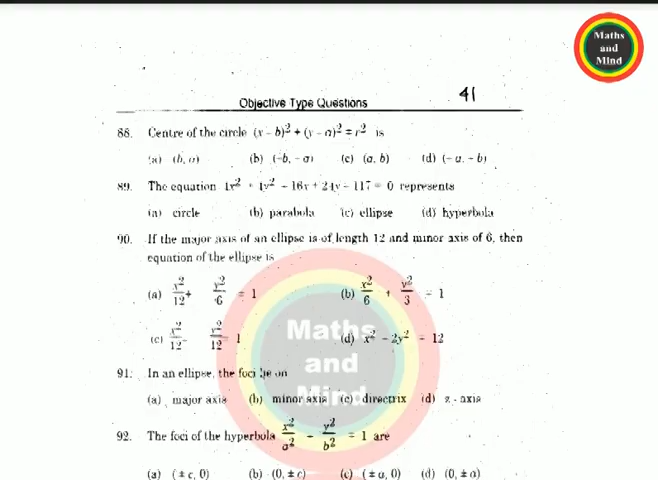 Maths
and
Mind
41
Objective Type Questions
88. Centre of the circle (x - b)² + (y - a)² = r² is
(a) (b, a) (b) (-b, -a) (c) (a, b) (d) (-a, -b)
89. The equation 4x² + 4y² - 16x + 24y - 117 = 0 represents
(a) circle (b) parabola (c) ellipse (d) hyperbola
90. If the major axis of an ellipse is of length 12 and minor axis of 6, then
equation of the ellipse is
(a) x²/12 + y²/6 = 1 (b) x²/6 + y²/3 = 1
(c) x²/12 - y²/12 = 1 (d) x² - 2y² = 12
Maths
and
Mind
91. In an ellipse, the foci lie on
(a) major axis (b) minor axis (c) directrix (d) z - axis
92. The foci of the hyperbola x²/a² - y²/b² = 1 are
(a) (±c, 0) (b) (0, ±c) (c) (±a, 0) (d) (0, ±a)